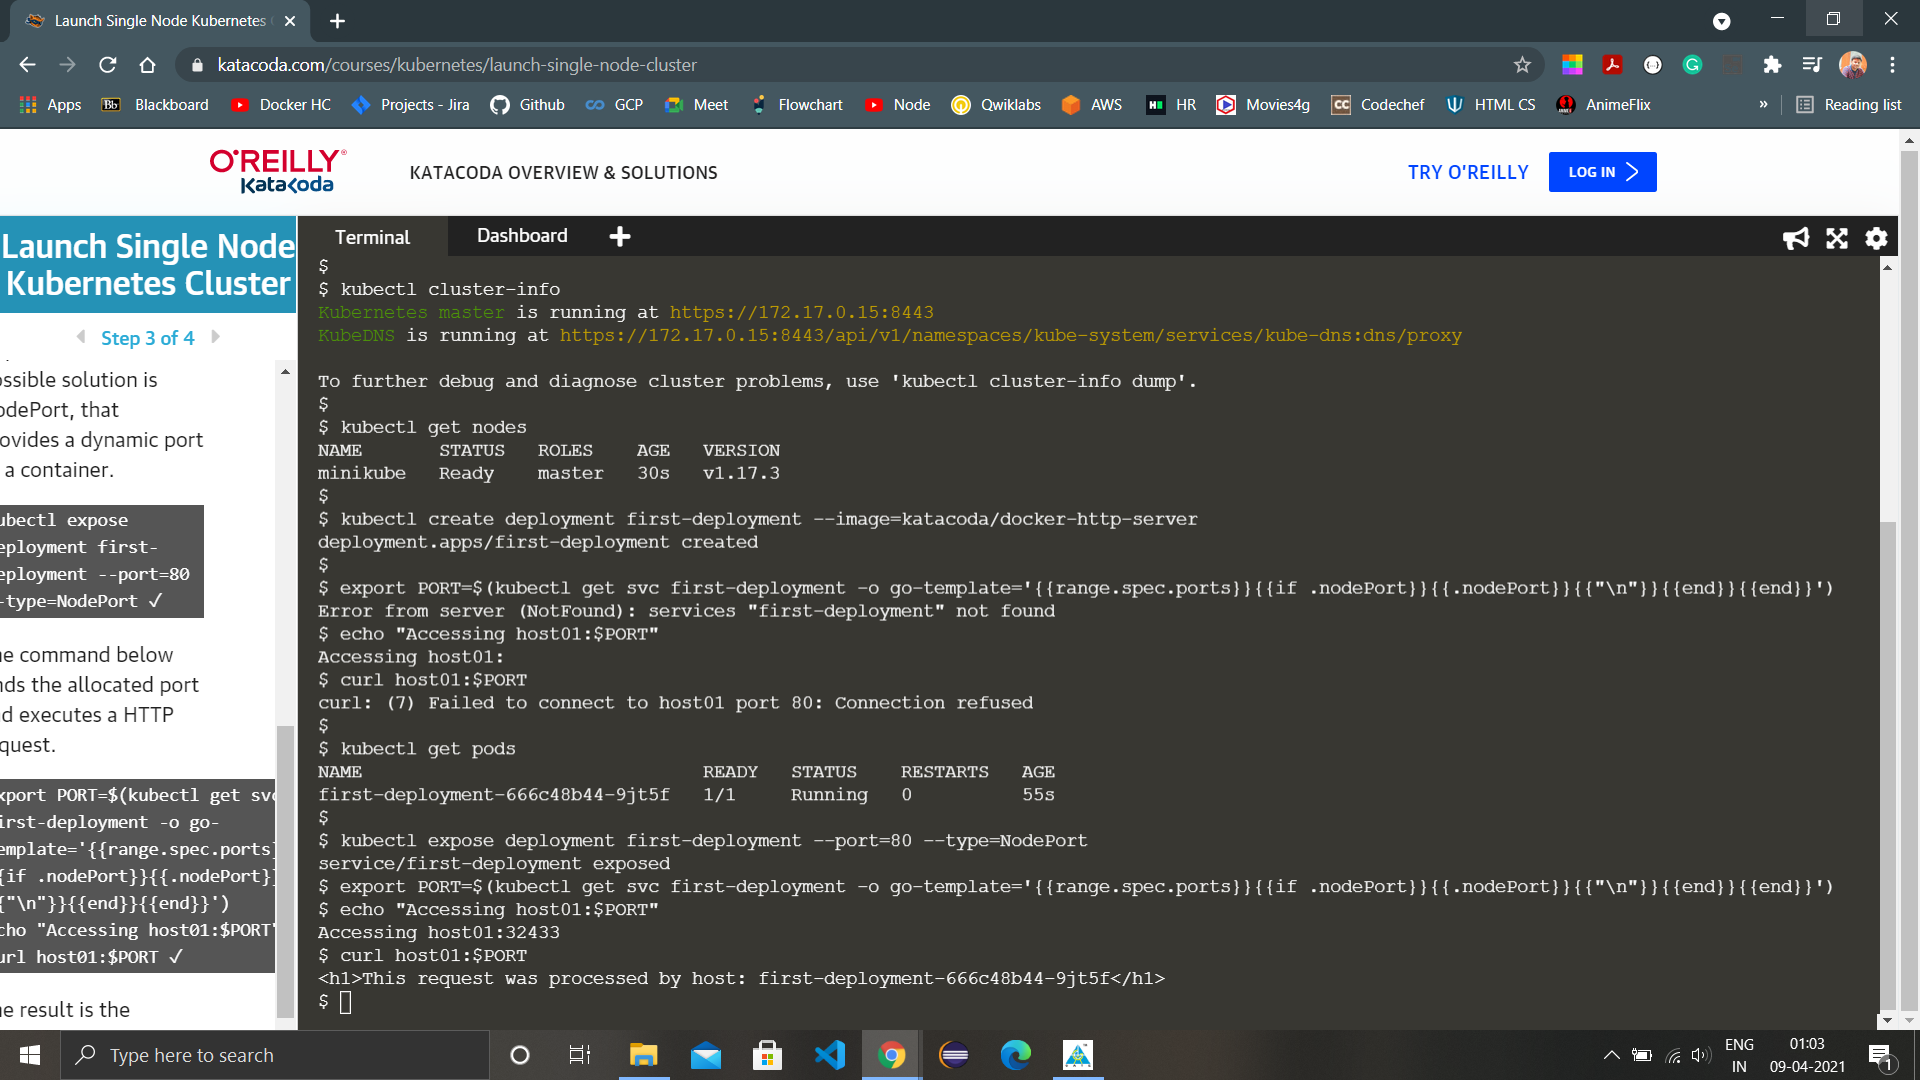 Launch Single Node Kubernetes
katacoda.com/courses/kubernetes/launch-single-node-cluster
Apps Blackboard Docker HC Projects - Jira Github GCP Meet Flowchart Node Qwiklabs AWS HR Movies4g Codechef HTML CS AnimeFlix » Reading list
O'REILLY
Katacoda
KATACODA OVERVIEW & SOLUTIONS
TRY O'REILLY
LOG IN
Launch Single Node
Kubernetes Cluster
Step 3 of 4
ossible solution is
odePort, that
ovides a dynamic port
a container.
ubectl expose
eployment first-
eployment --port=80
-type=NodePort ✓
e command below
nds the allocated port
d executes a HTTP
quest.
xport PORT=$(kubectl get svc
irst-deployment -o go-
emplate='{{range.spec.ports}
{if .nodePort}}{{.nodePort}}
{"\n"}}{{end}}{{end}}')
cho "Accessing host01:$PORT"
url host01:$PORT ✓
e result is the
Terminal Dashboard
$
$ kubectl cluster-info
Kubernetes master is running at https://172.17.0.15:8443
KubeDNS is running at https://172.17.0.15:8443/api/v1/namespaces/kube-system/services/kube-dns:dns/proxy
To further debug and diagnose cluster problems, use 'kubectl cluster-info dump'.
$
$ kubectl get nodes
NAME STATUS ROLES AGE VERSION
minikube Ready master 30s v1.17.3
$
$ kubectl create deployment first-deployment --image=katacoda/docker-http-server
deployment.apps/first-deployment created
$
$ export PORT=$(kubectl get svc first-deployment -o go-template='{{range.spec.ports}}{{if .nodePort}}{{.nodePort}}{{"\n"}}{{end}}{{end}}')
Error from server (NotFound): services "first-deployment" not found
$ echo "Accessing host01:$PORT"
Accessing host01:
$ curl host01:$PORT
curl: (7) Failed to connect to host01 port 80: Connection refused
$
$ kubectl get pods
NAME READY STATUS RESTARTS AGE
first-deployment-666c48b44-9jt5f 1/1 Running 0 55s
$
$ kubectl expose deployment first-deployment --port=80 --type=NodePort
service/first-deployment exposed
$ export PORT=$(kubectl get svc first-deployment -o go-template='{{range.spec.ports}}{{if .nodePort}}{{.nodePort}}{{"\n"}}{{end}}{{end}}')
$ echo "Accessing host01:$PORT"
Accessing host01:32433
$ curl host01:$PORT
<h1>This request was processed by host: first-deployment-666c48b44-9jt5f</h1>
$
Type here to search
ENG
IN
01:03
09-04-2021
1